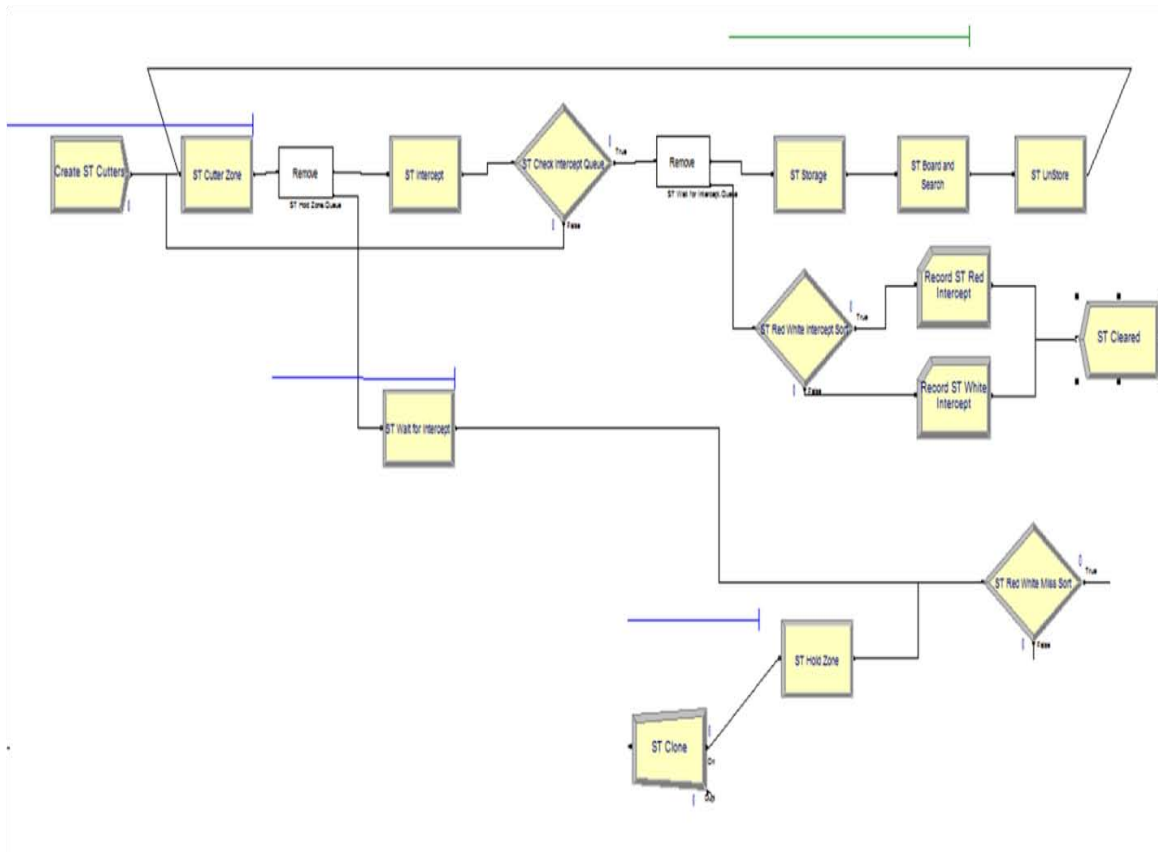 Create ST Cutters
ST Cutter Zone
Remove
ST Hold Zone Queue
ST Intercept
ST Check Intercept Queue
True
False
Remove
ST Wait for Intercept.Queue
ST Storage
ST Board and
Search
ST UnStore
ST Red White Intercept Sort
True
False
Record ST Red
Intercept
Record ST White
Intercept
ST Cleared
ST Wait for Intercept
ST Red White Miss Sort
True
False
ST Hold Zone
ST Clone